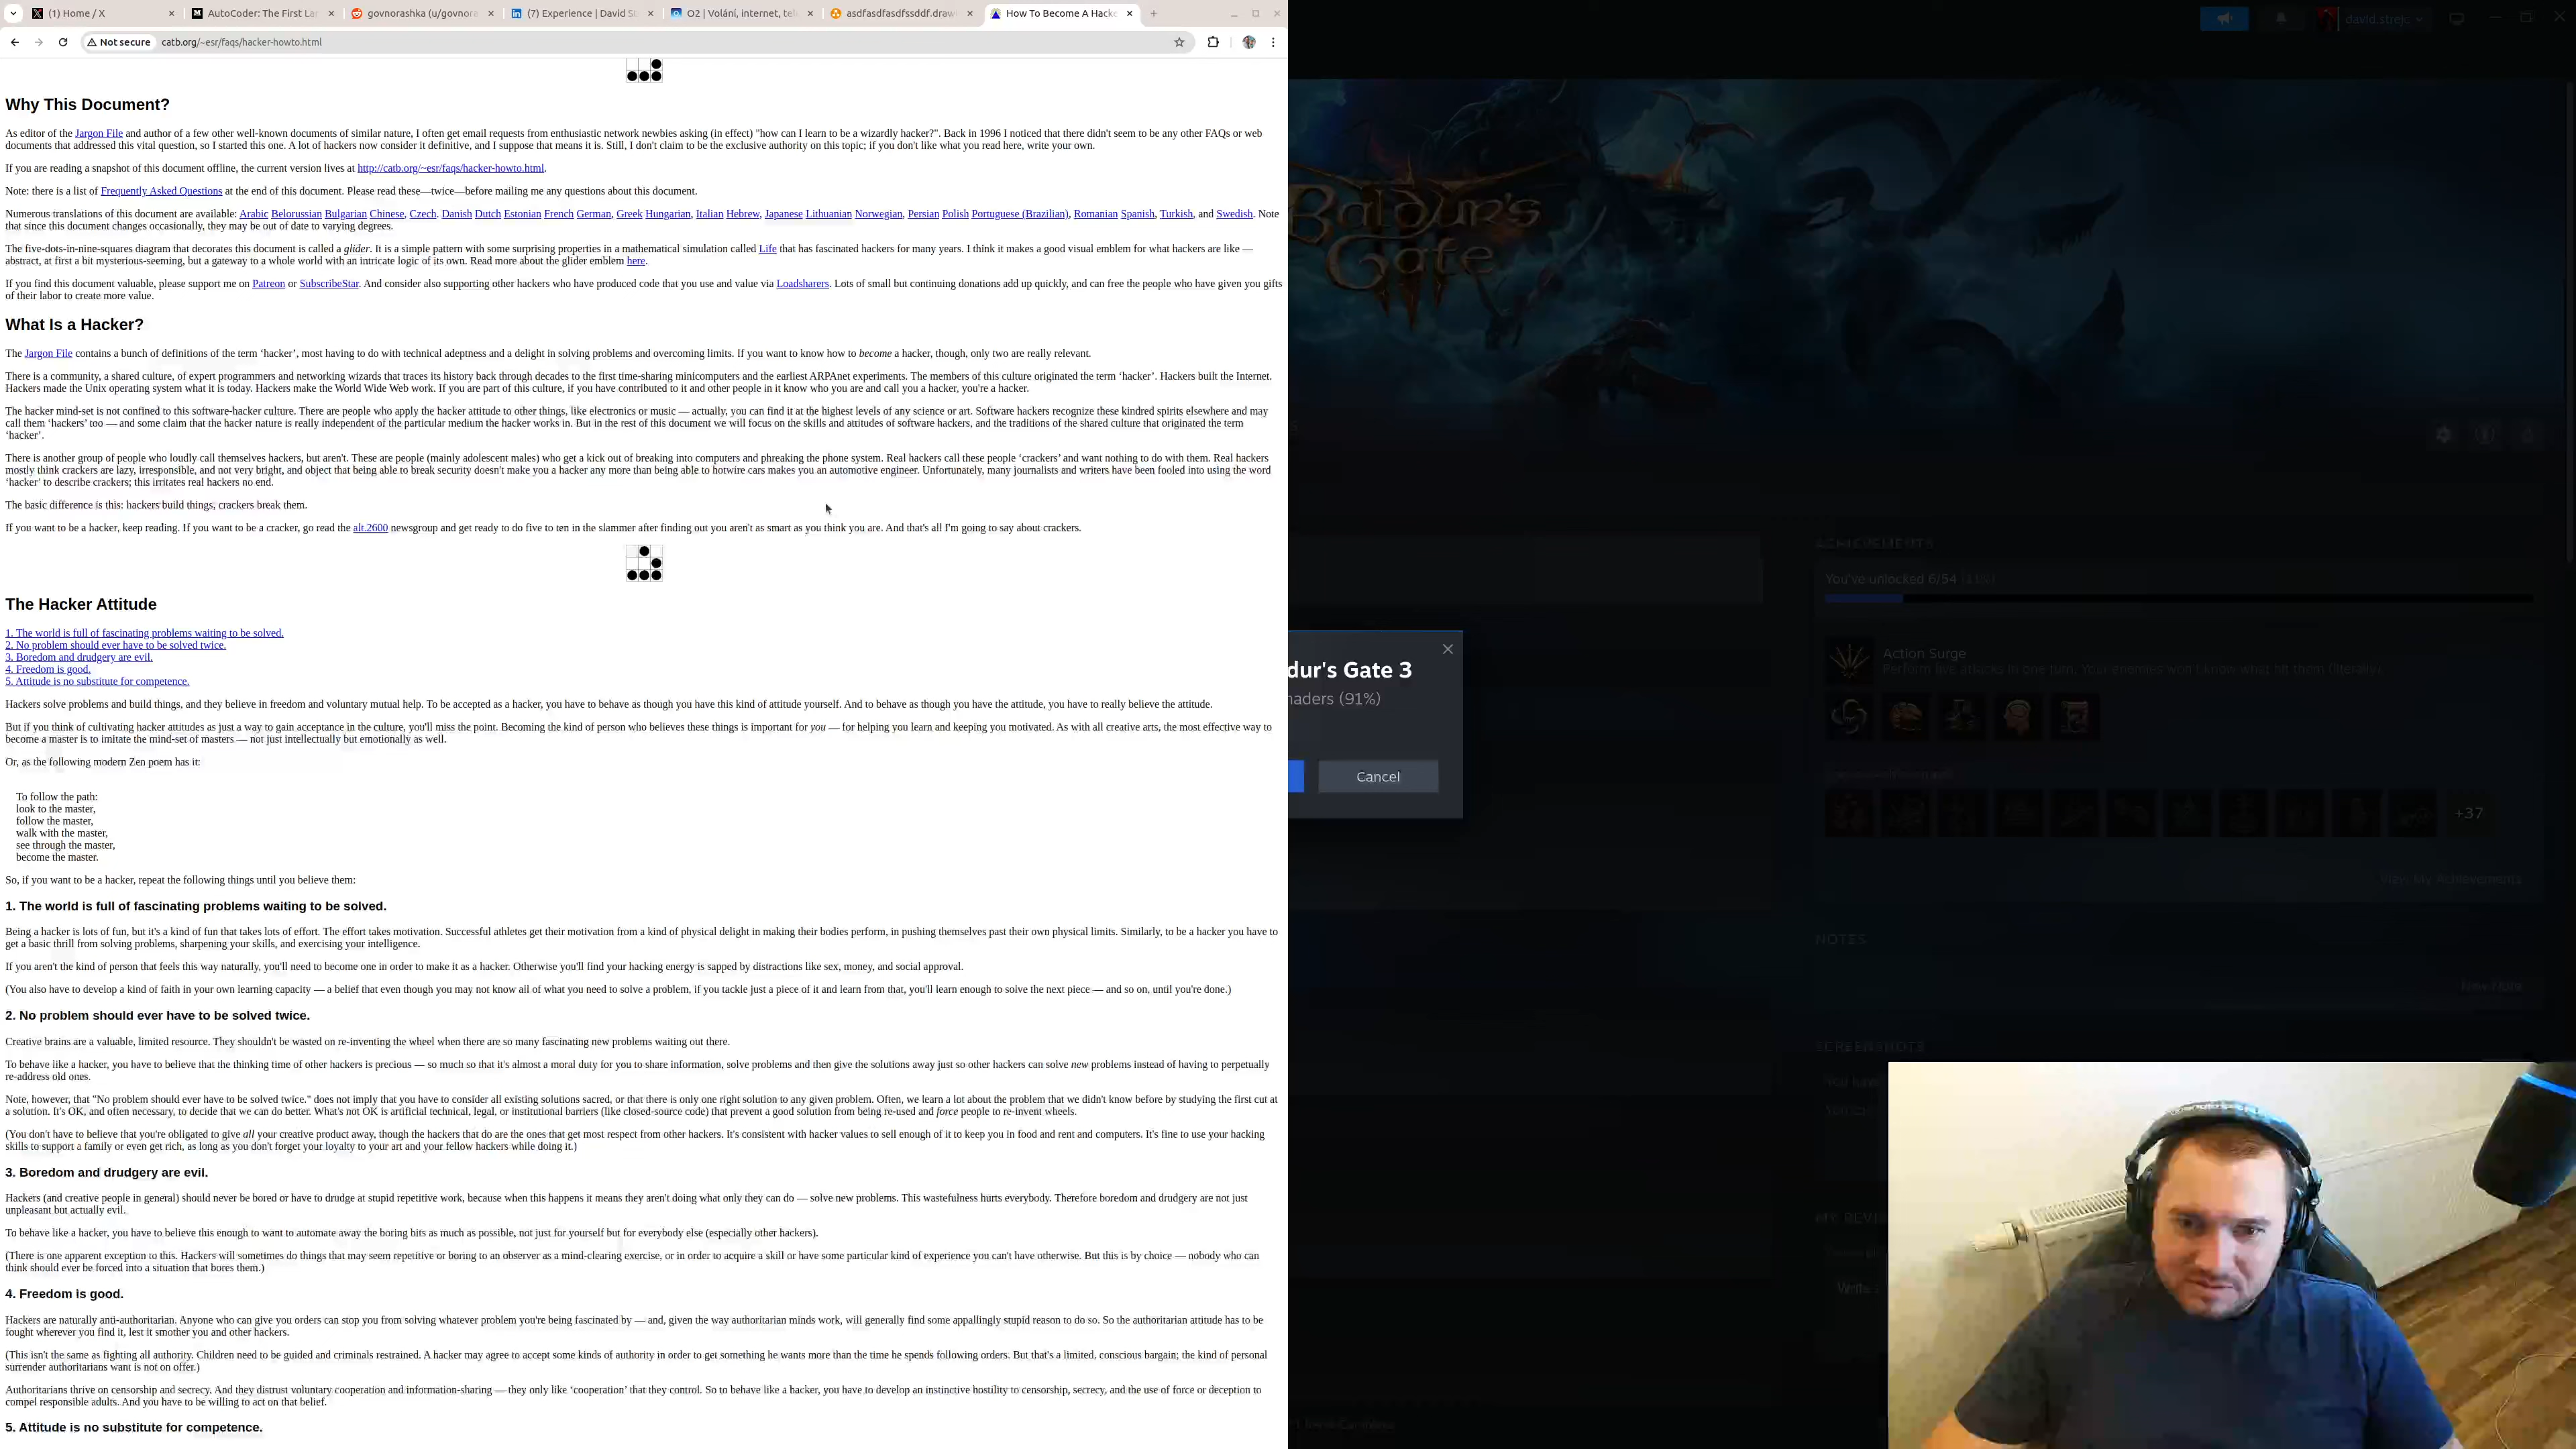 (1) Home / X
AutoCoder: The First La
govnorashka (u/govnora
(7) Experience | David St
O2 | Volání, internet, tel
asdfasdfasdfssddf.drawi
How To Become A Hacke
Not secure
catb.org/~esr/faqs/hacker-howto.html
david.strejc
Why This Document?
As editor of the Jargon File and author of a few other well-known documents of similar nature, I often get email requests from enthusiastic network newbies asking (in effect) "how can I learn to be a wizardly hacker?". Back in 1996 I noticed that there didn't seem to be any other FAQs or web
documents that addressed this vital question, so I started this one. A lot of hackers now consider it definitive, and I suppose that means it is. Still, I don't claim to be the exclusive authority on this topic; if you don't like what you read here, write your own.
If you are reading a snapshot of this document offline, the current version lives at http://catb.org/~esr/faqs/hacker-howto.html.
Note: there is a list of Frequently Asked Questions at the end of this document. Please read these—twice—before mailing me any questions about this document.
Numerous translations of this document are available: Arabic Belorussian Bulgarian Chinese, Czech. Danish Dutch Estonian French German, Greek Hungarian, Italian Hebrew, Japanese Lithuanian Norwegian, Persian Polish Portuguese (Brazilian), Romanian Spanish, Turkish, and Swedish. Note
that since this document changes occasionally, they may be out of date to varying degrees.
The five-dots-in-nine-squares diagram that decorates this document is called a glider. It is a simple pattern with some surprising properties in a mathematical simulation called Life that has fascinated hackers for many years. I think it makes a good visual emblem for what hackers are like —
abstract, at first a bit mysterious-seeming, but a gateway to a whole world with an intricate logic of its own. Read more about the glider emblem here.
If you find this document valuable, please support me on Patreon or SubscribeStar. And consider also supporting other hackers who have produced code that you use and value via Loadsharers. Lots of small but continuing donations add up quickly, and can free the people who have given you gifts
of their labor to create more value.
What Is a Hacker?
The Jargon File contains a bunch of definitions of the term ‘hacker’, most having to do with technical adeptness and a delight in solving problems and overcoming limits. If you want to know how to become a hacker, though, only two are really relevant.
There is a community, a shared culture, of expert programmers and networking wizards that traces its history back through decades to the first time-sharing minicomputers and the earliest ARPAnet experiments. The members of this culture originated the term ‘hacker’. Hackers built the Internet.
Hackers made the Unix operating system what it is today. Hackers make the World Wide Web work. If you are part of this culture, if you have contributed to it and other people in it know who you are and call you a hacker, you're a hacker.
The hacker mind-set is not confined to this software-hacker culture. There are people who apply the hacker attitude to other things, like electronics or music — actually, you can find it at the highest levels of any science or art. Software hackers recognize these kindred spirits elsewhere and may
call them ‘hackers’ too — and some claim that the hacker nature is really independent of the particular medium the hacker works in. But in the rest of this document we will focus on the skills and attitudes of software hackers, and the traditions of the shared culture that originated the term
‘hacker’.
There is another group of people who loudly call themselves hackers, but aren't. These are people (mainly adolescent males) who get a kick out of breaking into computers and phreaking the phone system. Real hackers call these people ‘crackers’ and want nothing to do with them. Real hackers
mostly think crackers are lazy, irresponsible, and not very bright, and object that being able to break security doesn't make you a hacker any more than being able to hotwire cars makes you an automotive engineer. Unfortunately, many journalists and writers have been fooled into using the word
‘hacker’ to describe crackers; this irritates real hackers no end.
The basic difference is this: hackers build things, crackers break them.
If you want to be a hacker, keep reading. If you want to be a cracker, go read the alt.2600 newsgroup and get ready to do five to ten in the slammer after finding out you aren't as smart as you think you are. And that's all I'm going to say about crackers.
The Hacker Attitude
1. The world is full of fascinating problems waiting to be solved.
2. No problem should ever have to be solved twice.
3. Boredom and drudgery are evil.
4. Freedom is good.
5. Attitude is no substitute for competence.
Hackers solve problems and build things, and they believe in freedom and voluntary mutual help. To be accepted as a hacker, you have to behave as though you have this kind of attitude yourself. And to behave as though you have the attitude, you have to really believe the attitude.
But if you think of cultivating hacker attitudes as just a way to gain acceptance in the culture, you'll miss the point. Becoming the kind of person who believes these things is important for you — for helping you learn and keeping you motivated. As with all creative arts, the most effective way to
become a master is to imitate the mind-set of masters — not just intellectually but emotionally as well.
Or, as the following modern Zen poem has it:
To follow the path:
look to the master,
follow the master,
walk with the master,
see through the master,
become the master.
So, if you want to be a hacker, repeat the following things until you believe them:
1. The world is full of fascinating problems waiting to be solved.
Being a hacker is lots of fun, but it's a kind of fun that takes lots of effort. The effort takes motivation. Successful athletes get their motivation from a kind of physical delight in making their bodies perform, in pushing themselves past their own physical limits. Similarly, to be a hacker you have to
get a basic thrill from solving problems, sharpening your skills, and exercising your intelligence.
If you aren't the kind of person that feels this way naturally, you'll need to become one in order to make it as a hacker. Otherwise you'll find your hacking energy is sapped by distractions like sex, money, and social approval.
(You also have to develop a kind of faith in your own learning capacity — a belief that even though you may not know all of what you need to solve a problem, if you tackle just a piece of it and learn from that, you'll learn enough to solve the next piece — and so on, until you're done.)
2. No problem should ever have to be solved twice.
Creative brains are a valuable, limited resource. They shouldn't be wasted on re-inventing the wheel when there are so many fascinating new problems waiting out there.
To behave like a hacker, you have to believe that the thinking time of other hackers is precious — so much so that it's almost a moral duty for you to share information, solve problems and then give the solutions away just so other hackers can solve new problems instead of having to perpetually
re-address old ones.
Note, however, that "No problem should ever have to be solved twice." does not imply that you have to consider all existing solutions sacred, or that there is only one right solution to any given problem. Often, we learn a lot about the problem that we didn't know before by studying the first cut at
a solution. It's OK, and often necessary, to decide that we can do better. What's not OK is artificial technical, legal, or institutional barriers (like closed-source code) that prevent a good solution from being re-used and force people to re-invent wheels.
(You don't have to believe that you're obligated to give all your creative product away, though the hackers that do are the ones that get most respect from other hackers. It's consistent with hacker values to sell enough of it to keep you in food and rent and computers. It's fine to use your hacking
skills to support a family or even get rich, as long as you don't forget your loyalty to your art and your fellow hackers while doing it.)
3. Boredom and drudgery are evil.
Hackers (and creative people in general) should never be bored or have to drudge at stupid repetitive work, because when this happens it means they aren't doing what only they can do — solve new problems. This wastefulness hurts everybody. Therefore boredom and drudgery are not just
unpleasant but actually evil.
To behave like a hacker, you have to believe this enough to want to automate away the boring bits as much as possible, not just for yourself but for everybody else (especially other hackers).
(There is one apparent exception to this. Hackers will sometimes do things that may seem repetitive or boring to an observer as a mind-clearing exercise, or in order to acquire a skill or have some particular kind of experience you can't have otherwise. But this is by choice — nobody who can
think should ever be forced into a situation that bores them.)
4. Freedom is good.
Hackers are naturally anti-authoritarian. Anyone who can give you orders can stop you from solving whatever problem you're being fascinated by — and, given the way authoritarian minds work, will generally find some appallingly stupid reason to do so. So the authoritarian attitude has to be
fought wherever you find it, lest it smother you and other hackers.
(This isn't the same as fighting all authority. Children need to be guided and criminals restrained. A hacker may agree to accept some kinds of authority in order to get something he wants more than the time he spends following orders. But that's a limited, conscious bargain; the kind of personal
surrender authoritarians want is not on offer.)
Authoritarians thrive on censorship and secrecy. And they distrust voluntary cooperation and information-sharing — they only like ‘cooperation’ that they control. So to behave like a hacker, you have to develop an instinctive hostility to censorship, secrecy, and the use of force or deception to
compel responsible adults. And you have to be willing to act on that belief.
5. Attitude is no substitute for competence.
Baldur's
Gate
ACHIEVEMENTS
You've unlocked 6/54 (11%)
Action Surge
Perform five attacks in one turn. Your enemies won't know what hit them (literally).
dur's Gate 3
haders (91%)
Cancel
+37
View My Achievements
NOTES
New Note
SCREENSHOTS
You have
MY REVI